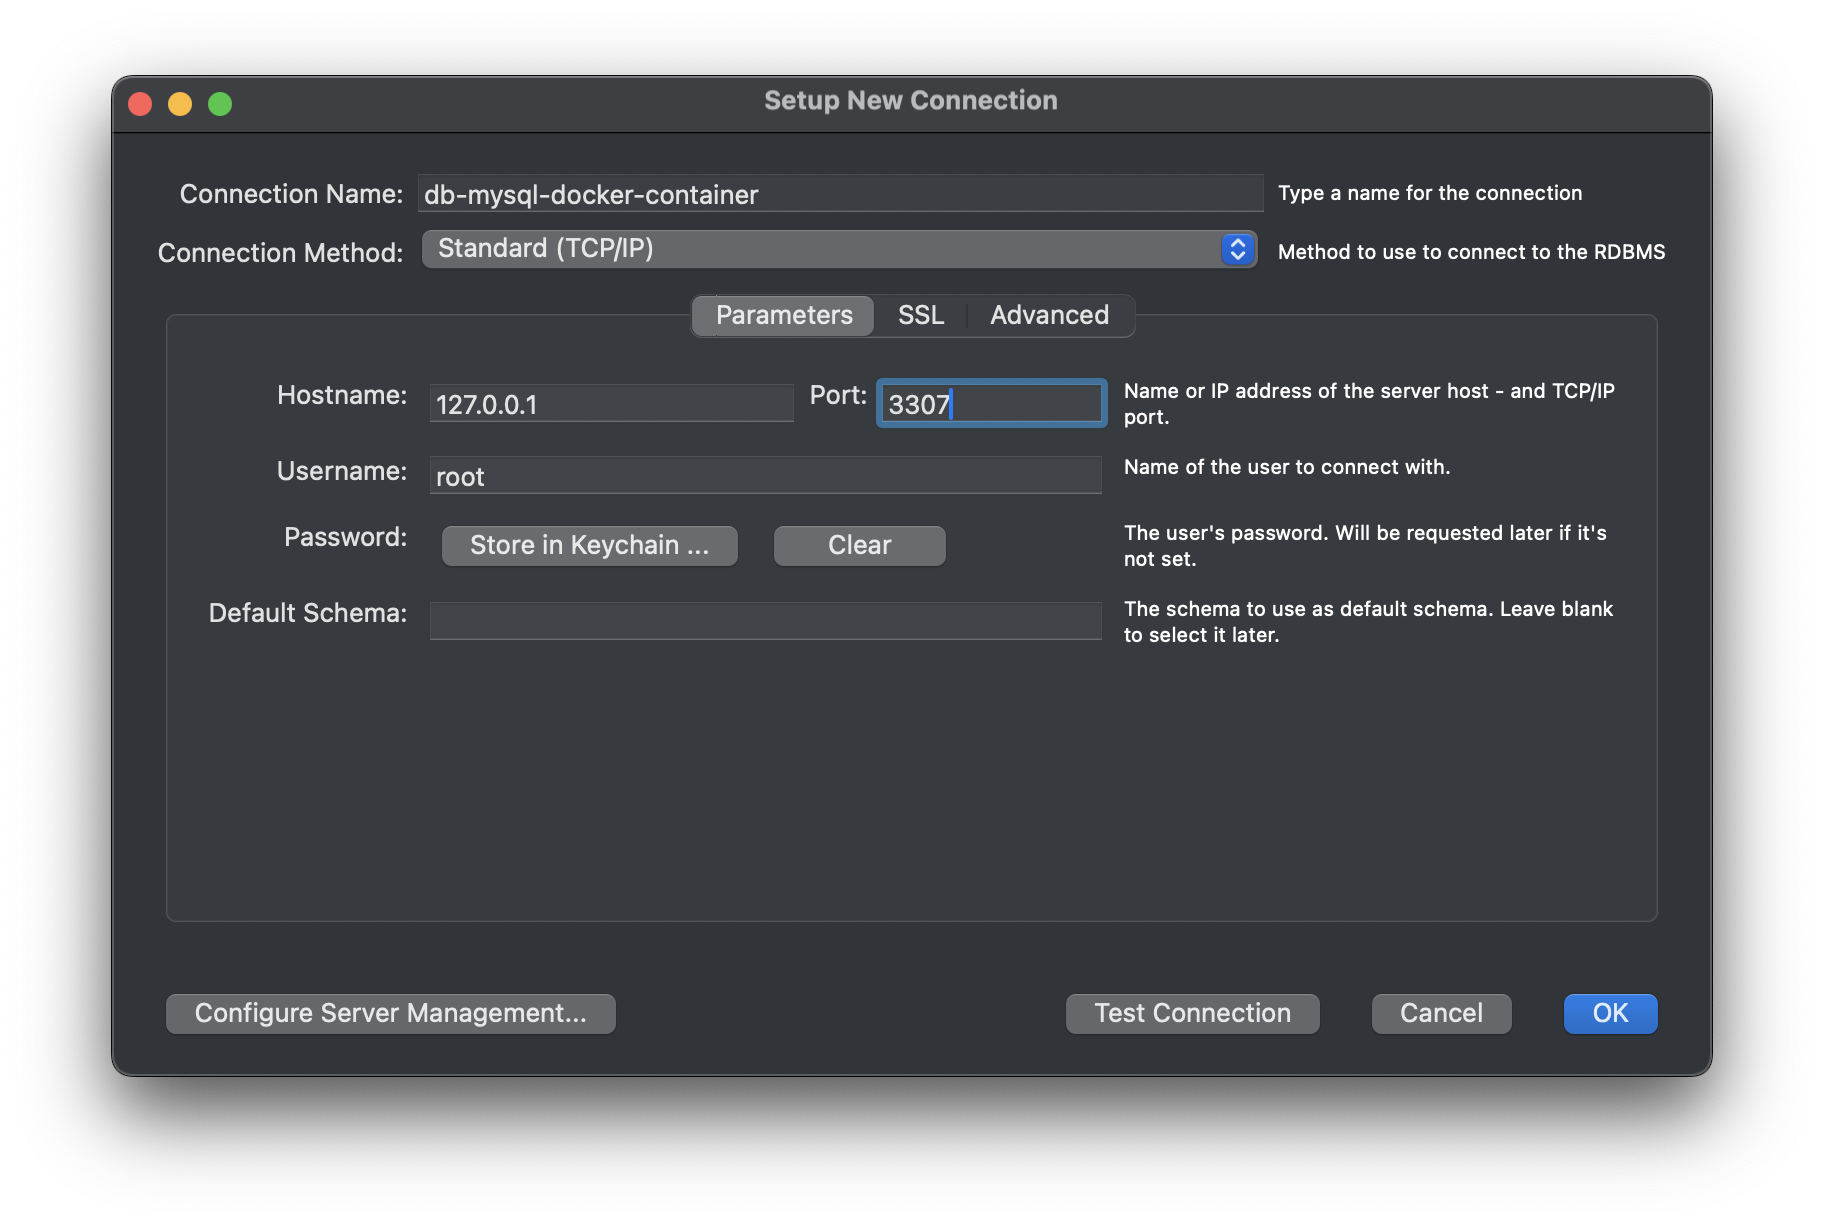 Setup New Connection
Connection Name: db-mysql-docker-container Type a name for the connection
Connection Method: Standard (TCP/IP) Method to use to connect to the RDBMS
Parameters SSL Advanced
Hostname: 127.0.0.1 Port: 3307 Name or IP address of the server host - and TCP/IP
port.
Username: root Name of the user to connect with.
Password: Store in Keychain ... Clear The user's password. Will be requested later if it's
not set.
Default Schema: The schema to use as default schema. Leave blank
to select it later.
Configure Server Management... Test Connection Cancel OK